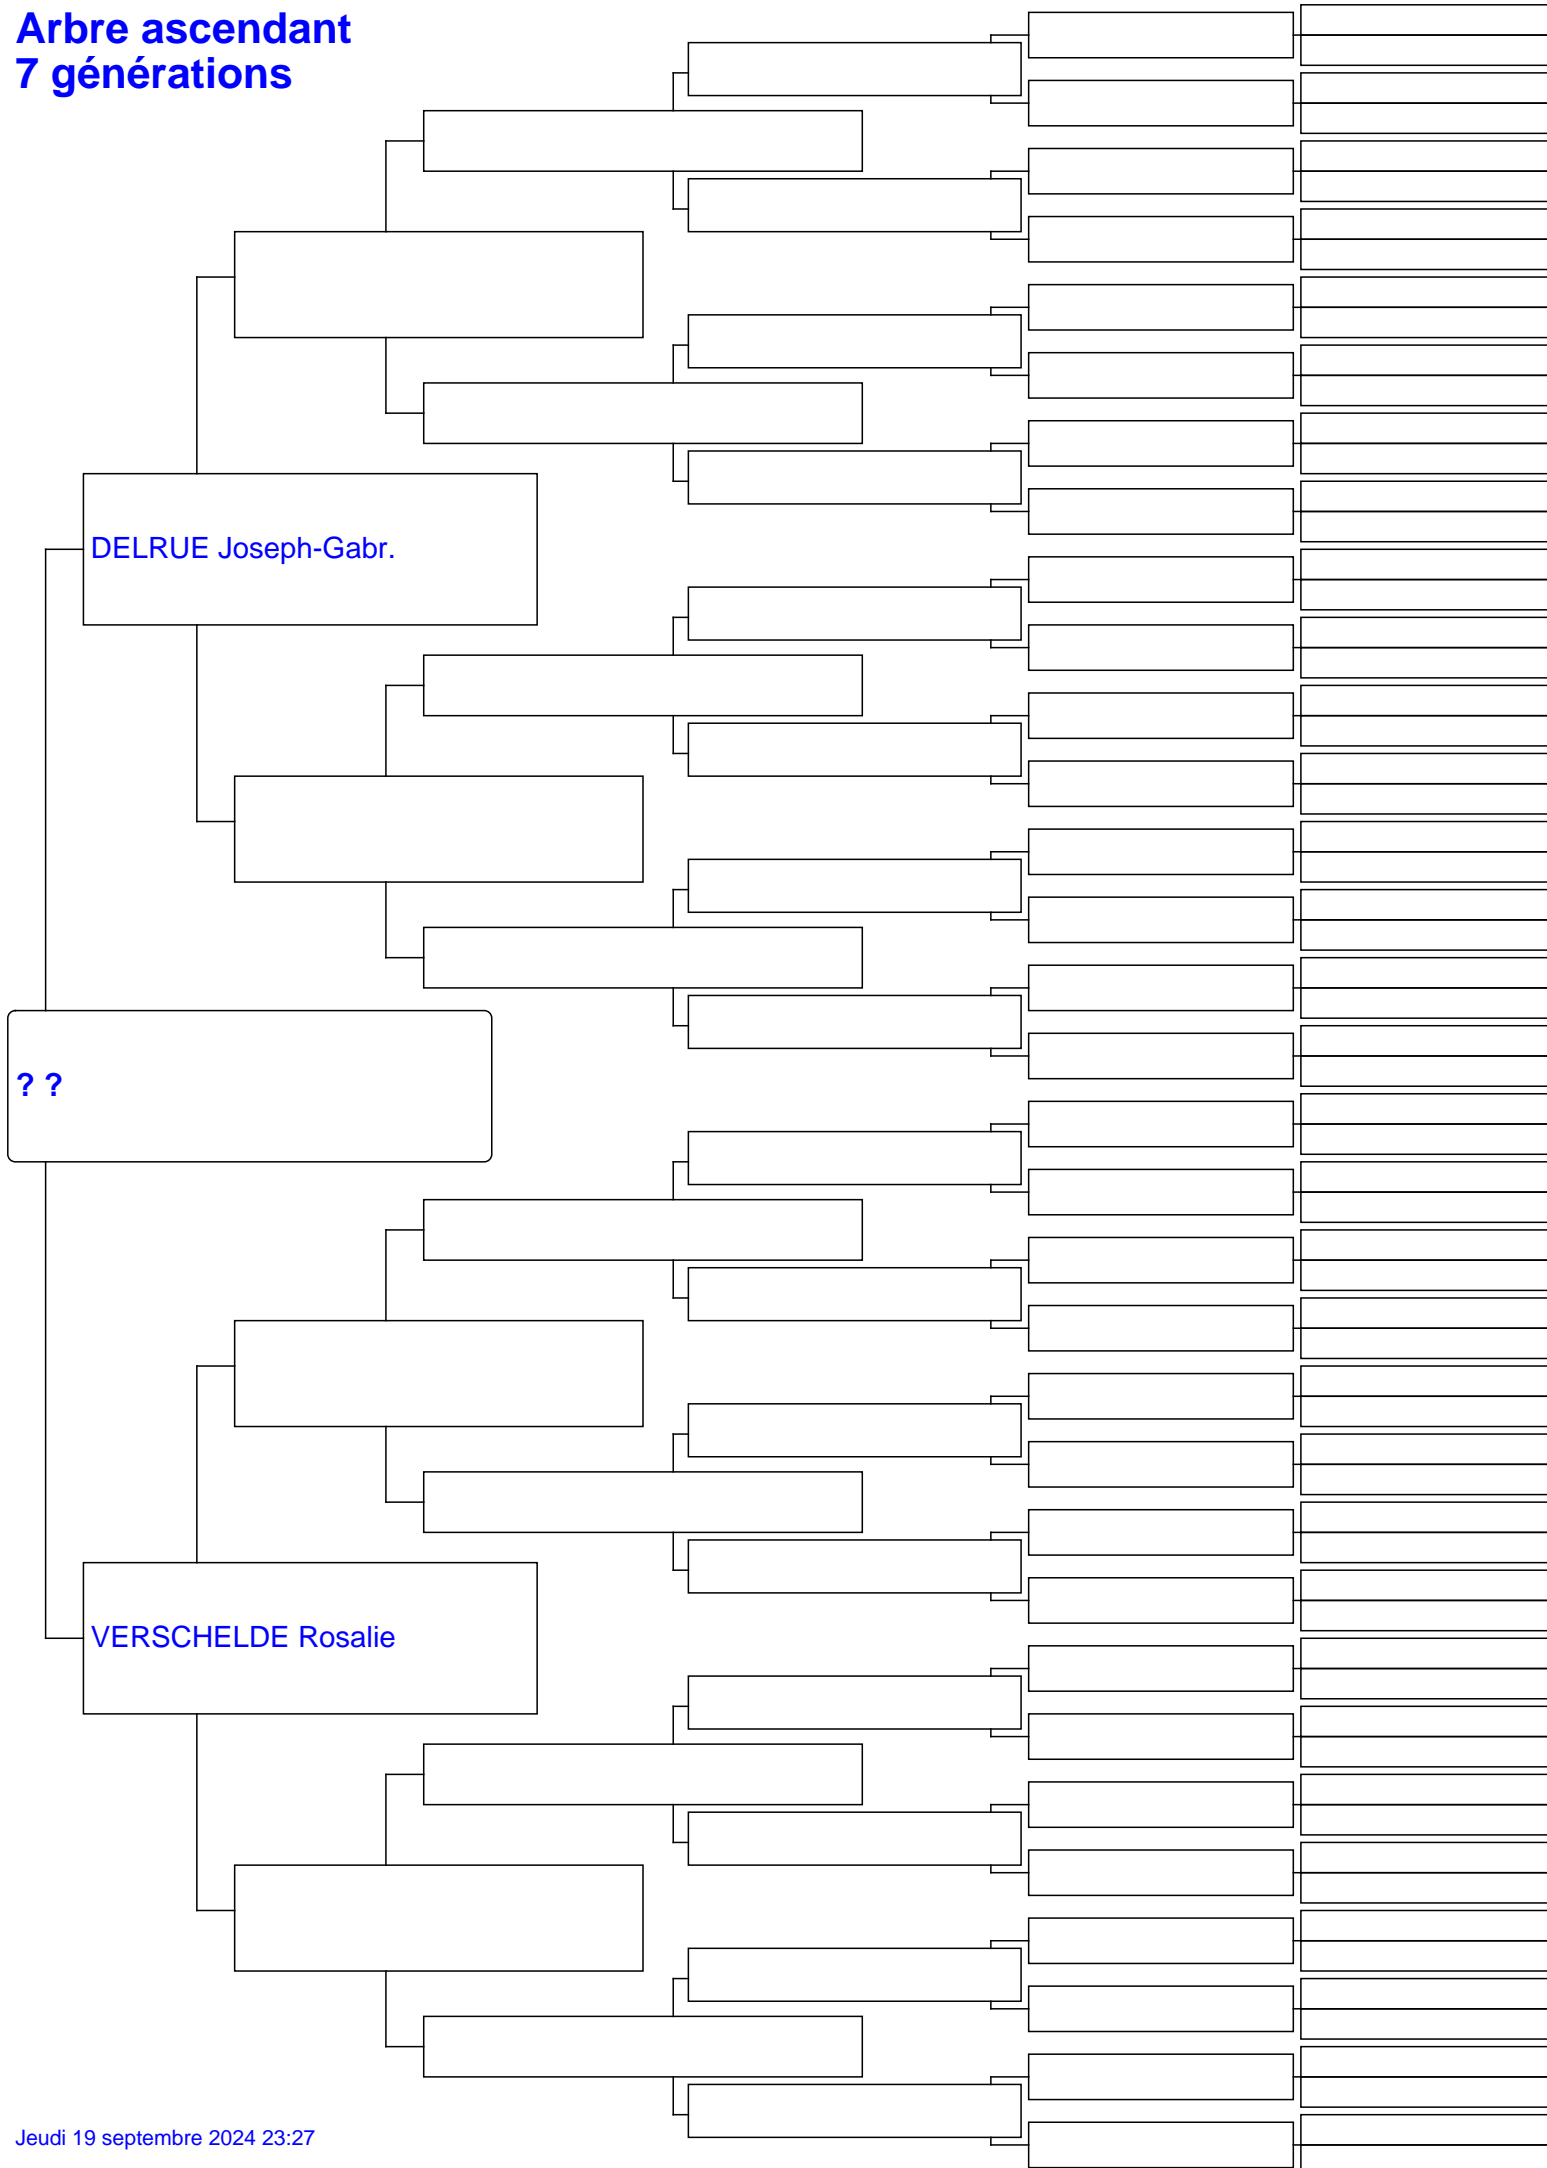 Arbre ascendant
7 générations
DELRUE Joseph-Gabr.
? ?
VERSCHELDE Rosalie
Jeudi 19 septembre 2024 23:27